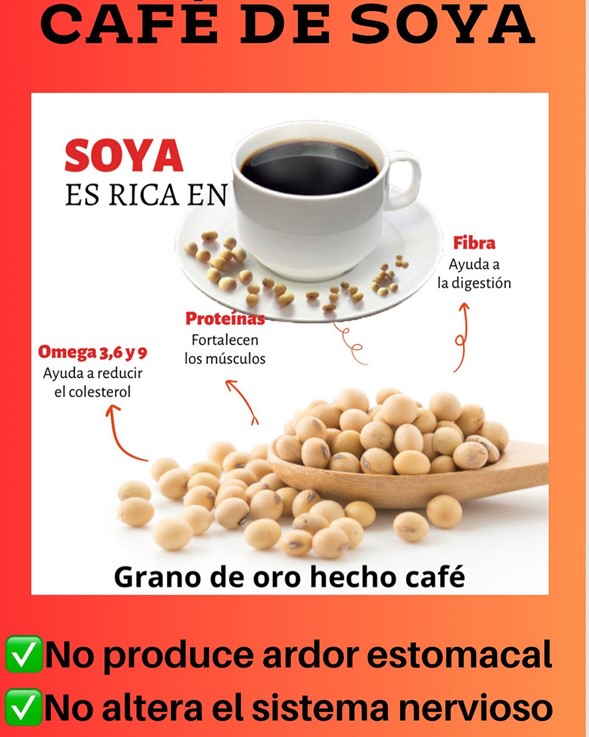 CAFÉ DE SOYA
SOYA
ES RICA EN
Fibra
Ayuda a
la digestión
Proteínas
Fortalecen
los músculos
Omega 3,6 y 9
Ayuda a reducir
el colesterol
Grano de oro hecho café
✅No produce ardor estomacal
✅No altera el sistema nervioso